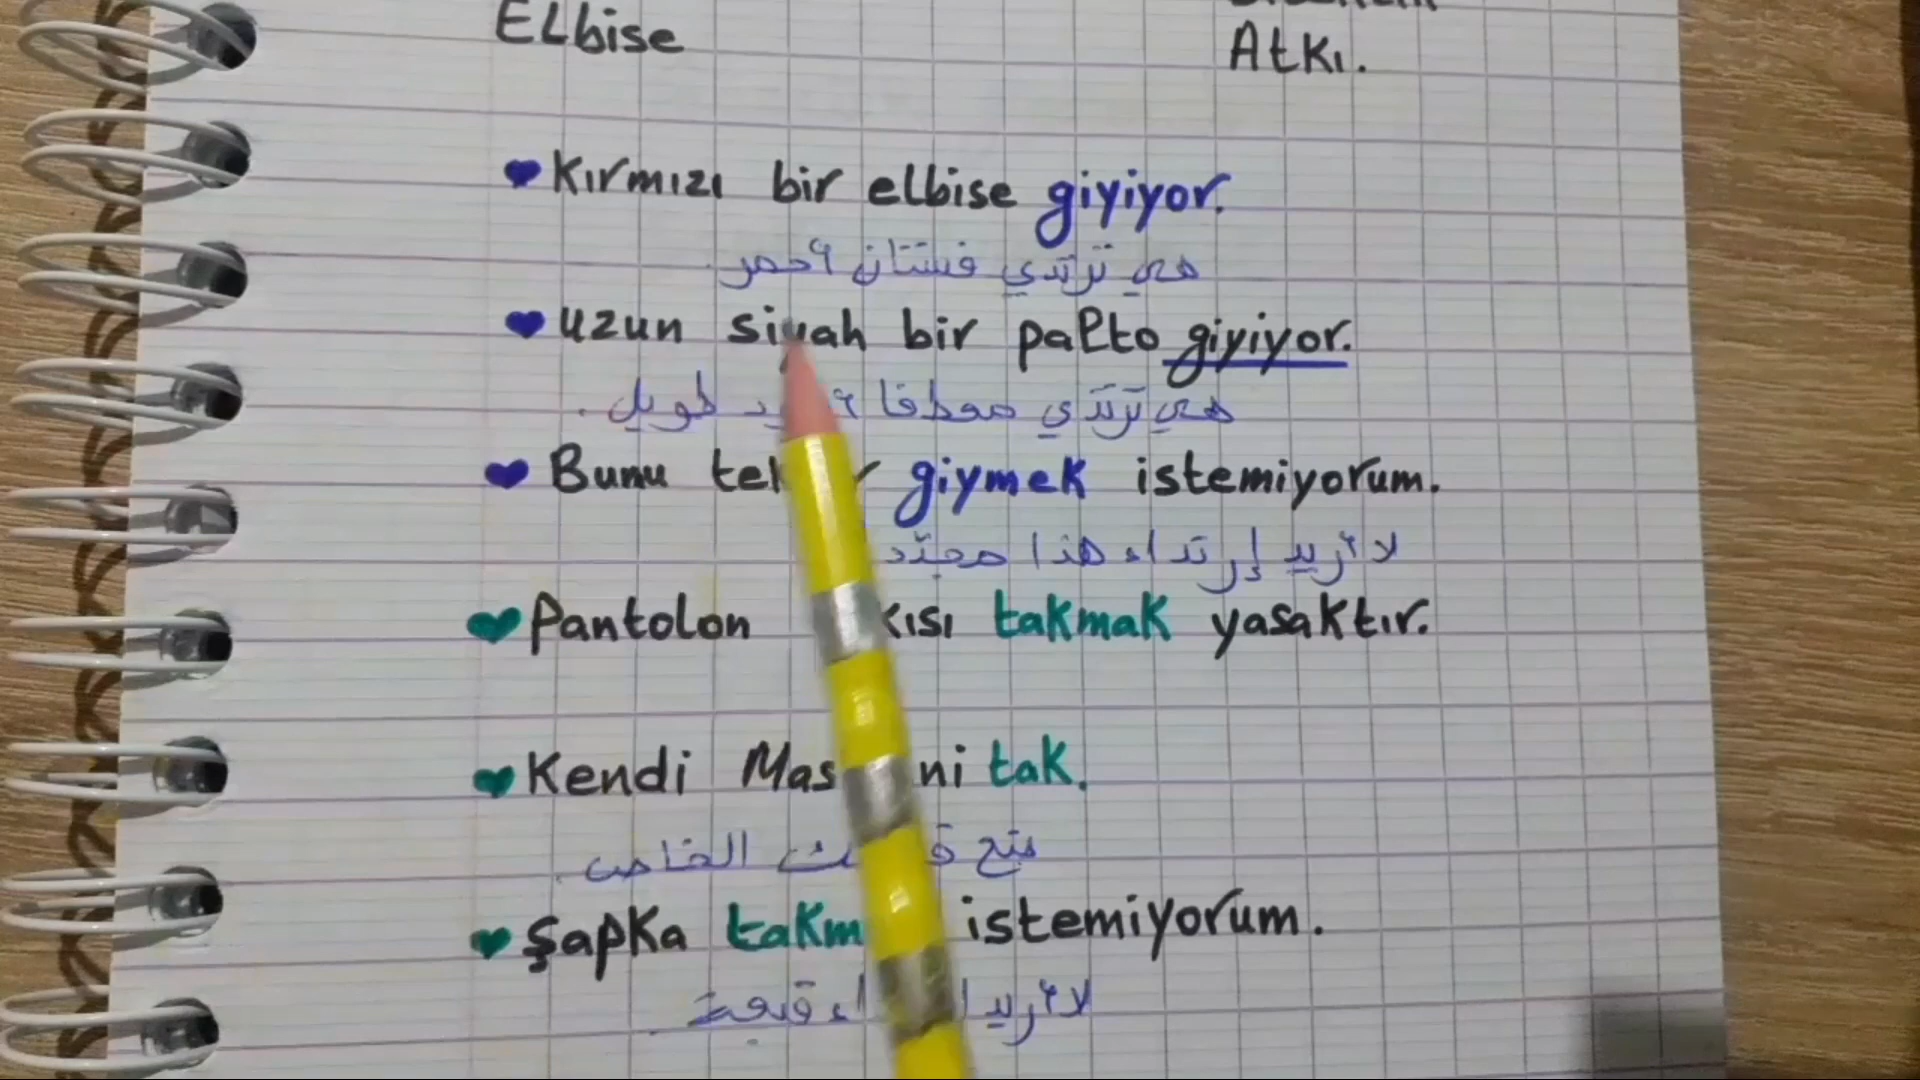 Elbise
Atkı.
Kırmızı bir elbise giyiyor.
هي ترتدي فستان أحمر
uzun siyah bir palto giyiyor.
هي ترتدي معطفا طويل.
Bunu giymek istemiyorum.
لا أريد إرتداء هذا مجدّد
Pantolon takmak yasaktır.
Kendi tak.
الخاص.
Şapka istemiyorum.
لا أريد قبعة.